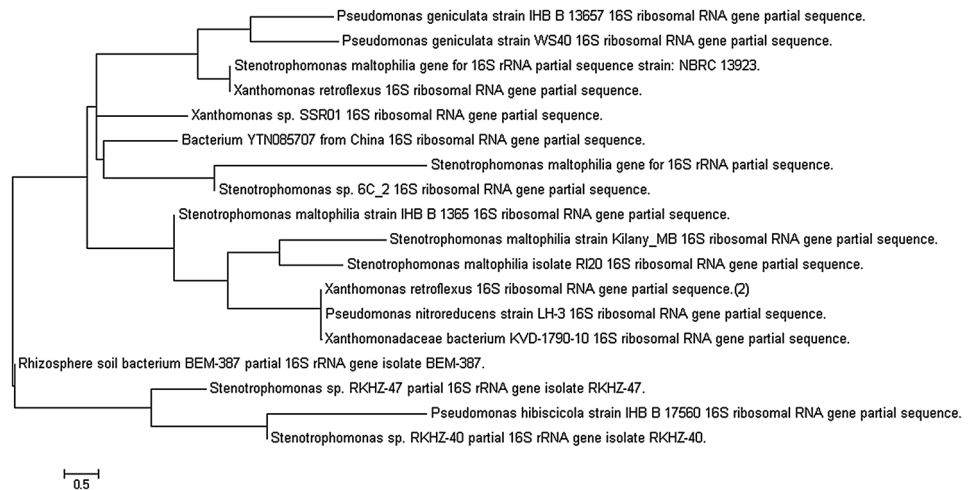 Pseudomonas geniculata strain IHB B 13657 16S ribosomal RNA gene partial sequence.
Pseudomonas geniculata strain WS40 16S ribosomal RNA gene partial sequence.
Stenotrophomonas maltophilia gene for 16S rRNA partial sequence strain: NBRC 13923.
Xanthomonas retroflexus 16S ribosomal RNA gene partial sequence.
Xanthomonas sp. SSR01 16S ribosomal RNA gene partial sequence.
Bacterium YTN085707 from China 16S ribosomal RNA gene partial sequence.
Stenotrophomonas maltophilia gene for 16S rRNA partial sequence.
Stenotrophomonas sp. 6C_2 16S ribosomal RNA gene partial sequence.
Stenotrophomonas maltophilia strain IHB B 1365 16S ribosomal RNA gene partial sequence.
Stenotrophomonas maltophilia strain Kilany_MB 16S ribosomal RNA gene partial sequence.
Stenotrophomonas maltophilia isolate RI20 16S ribosomal RNA gene partial sequence.
Xanthomonas retroflexus 16S ribosomal RNA gene partial sequence.(2)
Pseudomonas nitroreducens strain LH-3 16S ribosomal RNA gene partial sequence.
Xanthomonadaceae bacterium KVD-1790-10 16S ribosomal RNA gene partial sequence.
Rhizosphere soil bacterium BEM-387 partial 16S rRNA gene isolate BEM-387.
Stenotrophomonas sp. RKHZ-47 partial 16S rRNA gene isolate RKHZ-47.
Pseudomonas hibiscicola strain IHB B 17560 16S ribosomal RNA gene partial sequence.
Stenotrophomonas sp. RKHZ-40 partial 16S rRNA gene isolate RKHZ-40.
0.5